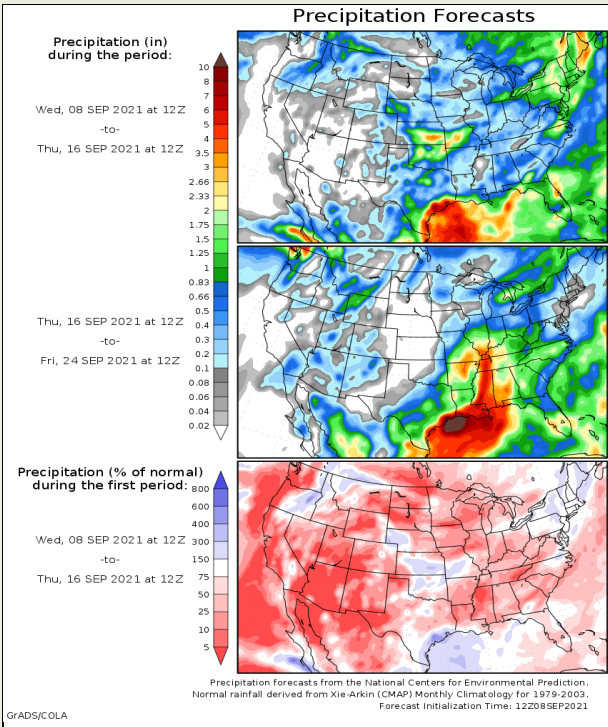 Precipitation Forecasts
Precipitation (in)
during the period:
Wed, 08 SEP 2021 at 12Z
-to-
Thu, 16 SEP 2021 at 12Z
Thu, 16 SEP 2021 at 12Z
-to-
Fri, 24 SEP 2021 at 12Z
10
8
7
6
5
4
3.5
3
2.66
2.33
2
1.75
1.5
1.25
1
0.83
0.66
0.5
0.4
0.3
0.2
0.1
0.08
0.06
0.04
0.02
Precipitation (% of normal)
during the first period:
Wed, 08 SEP 2021 at 12Z
-to-
Thu, 16 SEP 2021 at 12Z
800
600
400
300
150
75
50
25
10
5
Precipitation forecasts from the National Centers for Environmental Prediction.
Normal rainfall derived from Xie-Arkin (CMAP) Monthly Climatology for 1979-2003.
Forecast Initialization Time: 12Z08SEP2021
GrADS/COLA